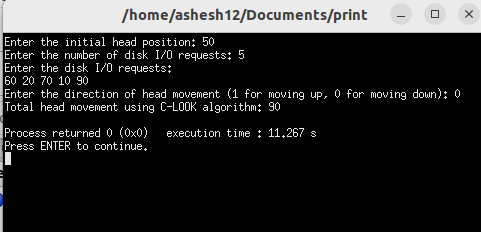 /home/ashesh12/Documents/print
Enter the initial head position: 50
Enter the number of disk I/O requests: 5
Enter the disk I/O requests:
60 20 70 10 90
Enter the direction of head movement (1 for moving up, 0 for moving down): 0
Total head movement using C-LOOK algorithm: 90
Process returned 0 (0x0)   execution time : 11.267 s
Press ENTER to continue.